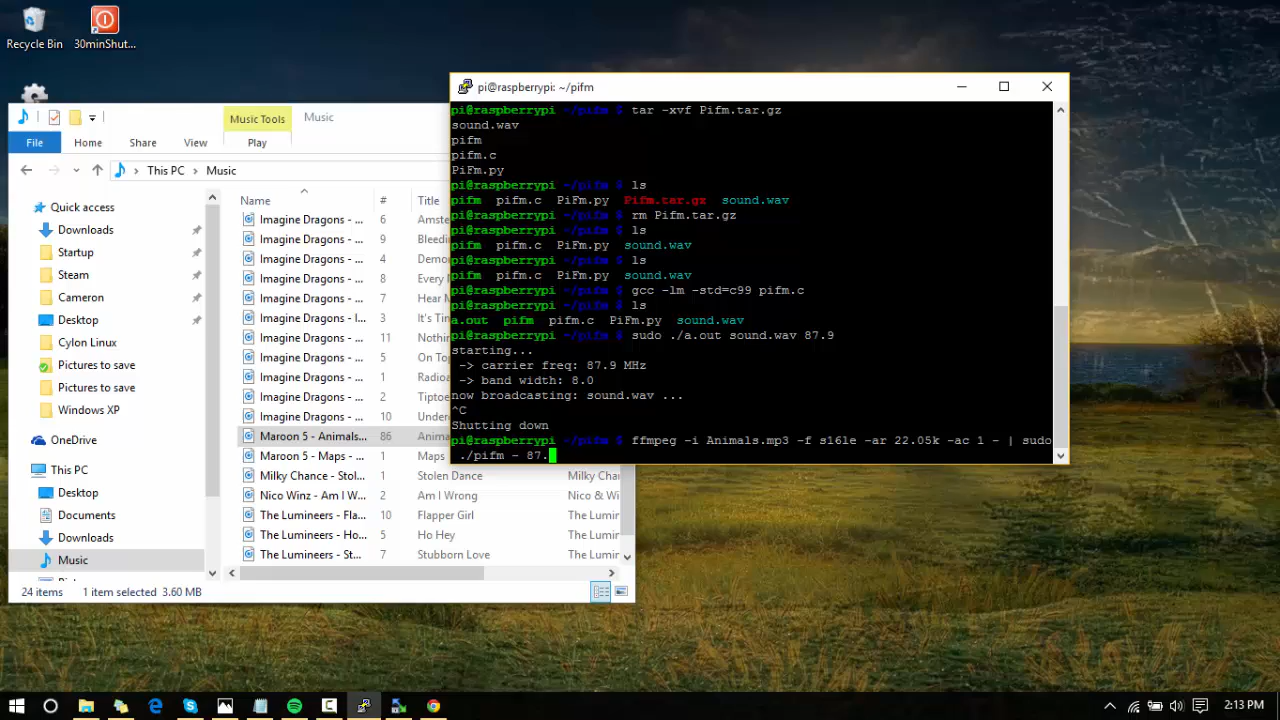 Recycle Bin
30minShut...
Music Tools
Music
File
Home
Share
View
Play
This PC
Music
Quick access
Downloads
Startup
Steam
Cameron
Desktop
Cylon Linux
Pictures to save
Pictures to save
Windows XP
OneDrive
This PC
Desktop
Documents
Downloads
Music
Name # Title
Imagine Dragons - ... 6 Amste
Imagine Dragons - ... 9 Bleedi
Imagine Dragons - ... 4 Demo
Imagine Dragons - ... 8 Every I
Imagine Dragons - ... 7 Hear M
Imagine Dragons - I... 3 It's Tin
Imagine Dragons - ... 11 Nothin
Imagine Dragons - ... 5 On Top
Imagine Dragons - ... 1 Radioa
Imagine Dragons - ... 2 Tiptoe
Imagine Dragons - ... 10 Under
Maroon 5 - Animals... 86 Anima
Maroon 5 - Maps - ... 1 Maps
Milky Chance - Stol... 1 Stolen Dance Milky Chance
Nico Winz - Am I W... 1 Am I Wrong Nico & Wi
The Lumineers - Fla... 10 Flapper Girl The Lumin
The Lumineers - Ho... 5 Ho Hey The Lumin
The Lumineers - St... 7 Stubborn Love The Lumin
24 items 1 item selected 3.60 MB
pi@raspberrypi: ~/pifm
pi@raspberrypi ~/pifm $ tar -xvf Pifm.tar.gz
sound.wav
pifm
pifm.c
PiFm.py
pi@raspberrypi ~/pifm $ ls
pifm pifm.c PiFm.py Pifm.tar.gz sound.wav
pi@raspberrypi ~/pifm $ rm Pifm.tar.gz
pi@raspberrypi ~/pifm $ ls
pifm pifm.c PiFm.py sound.wav
pi@raspberrypi ~/pifm $ ls
pifm pifm.c PiFm.py sound.wav
pi@raspberrypi ~/pifm $ gcc -lm -std=c99 pifm.c
pi@raspberrypi ~/pifm $ ls
a.out pifm pifm.c PiFm.py sound.wav
pi@raspberrypi ~/pifm $ sudo ./a.out sound.wav 87.9
starting...
-> carrier freq: 87.9 MHz
-> band width: 8.0
now broadcasting: sound.wav ...
^C
Shutting down
pi@raspberrypi ~/pifm $ ffmpeg -i Animals.mp3 -f s16le -ar 22.05k -ac 1 - | sudo
./pifm - 87.
2:13 PM